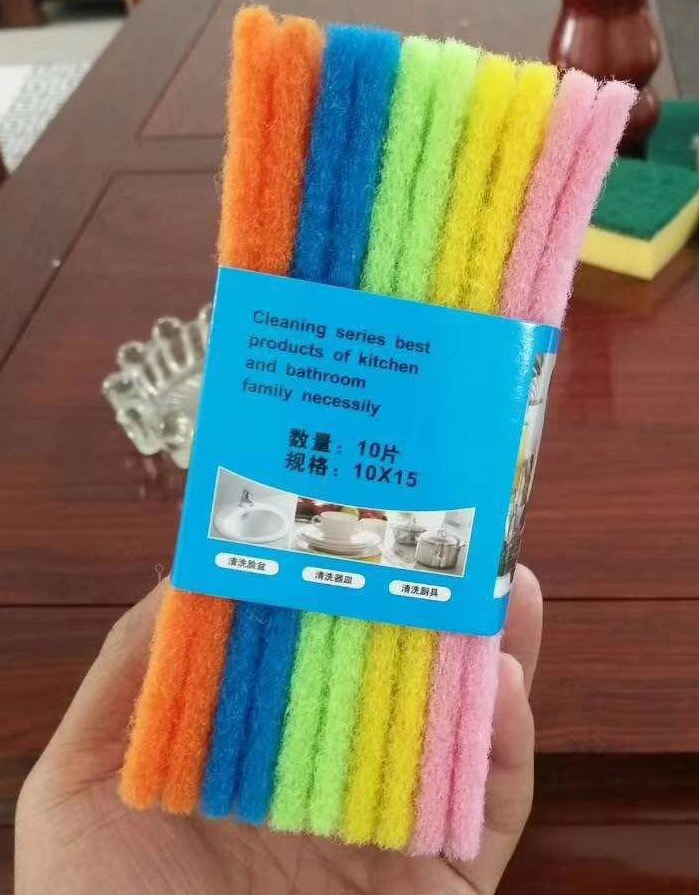 Cleaning series best
products of kitchen
and bathroom
family necessily
数量：10片
规格：10X15
清洗脸盆
清洗器皿
清洗厨具